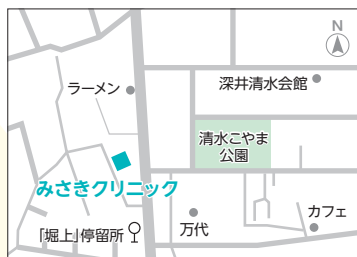 N
ラーメン
深井清水会館
清水こやま
公園
みさきクリニック
万代
カフェ
「堀上」停留所